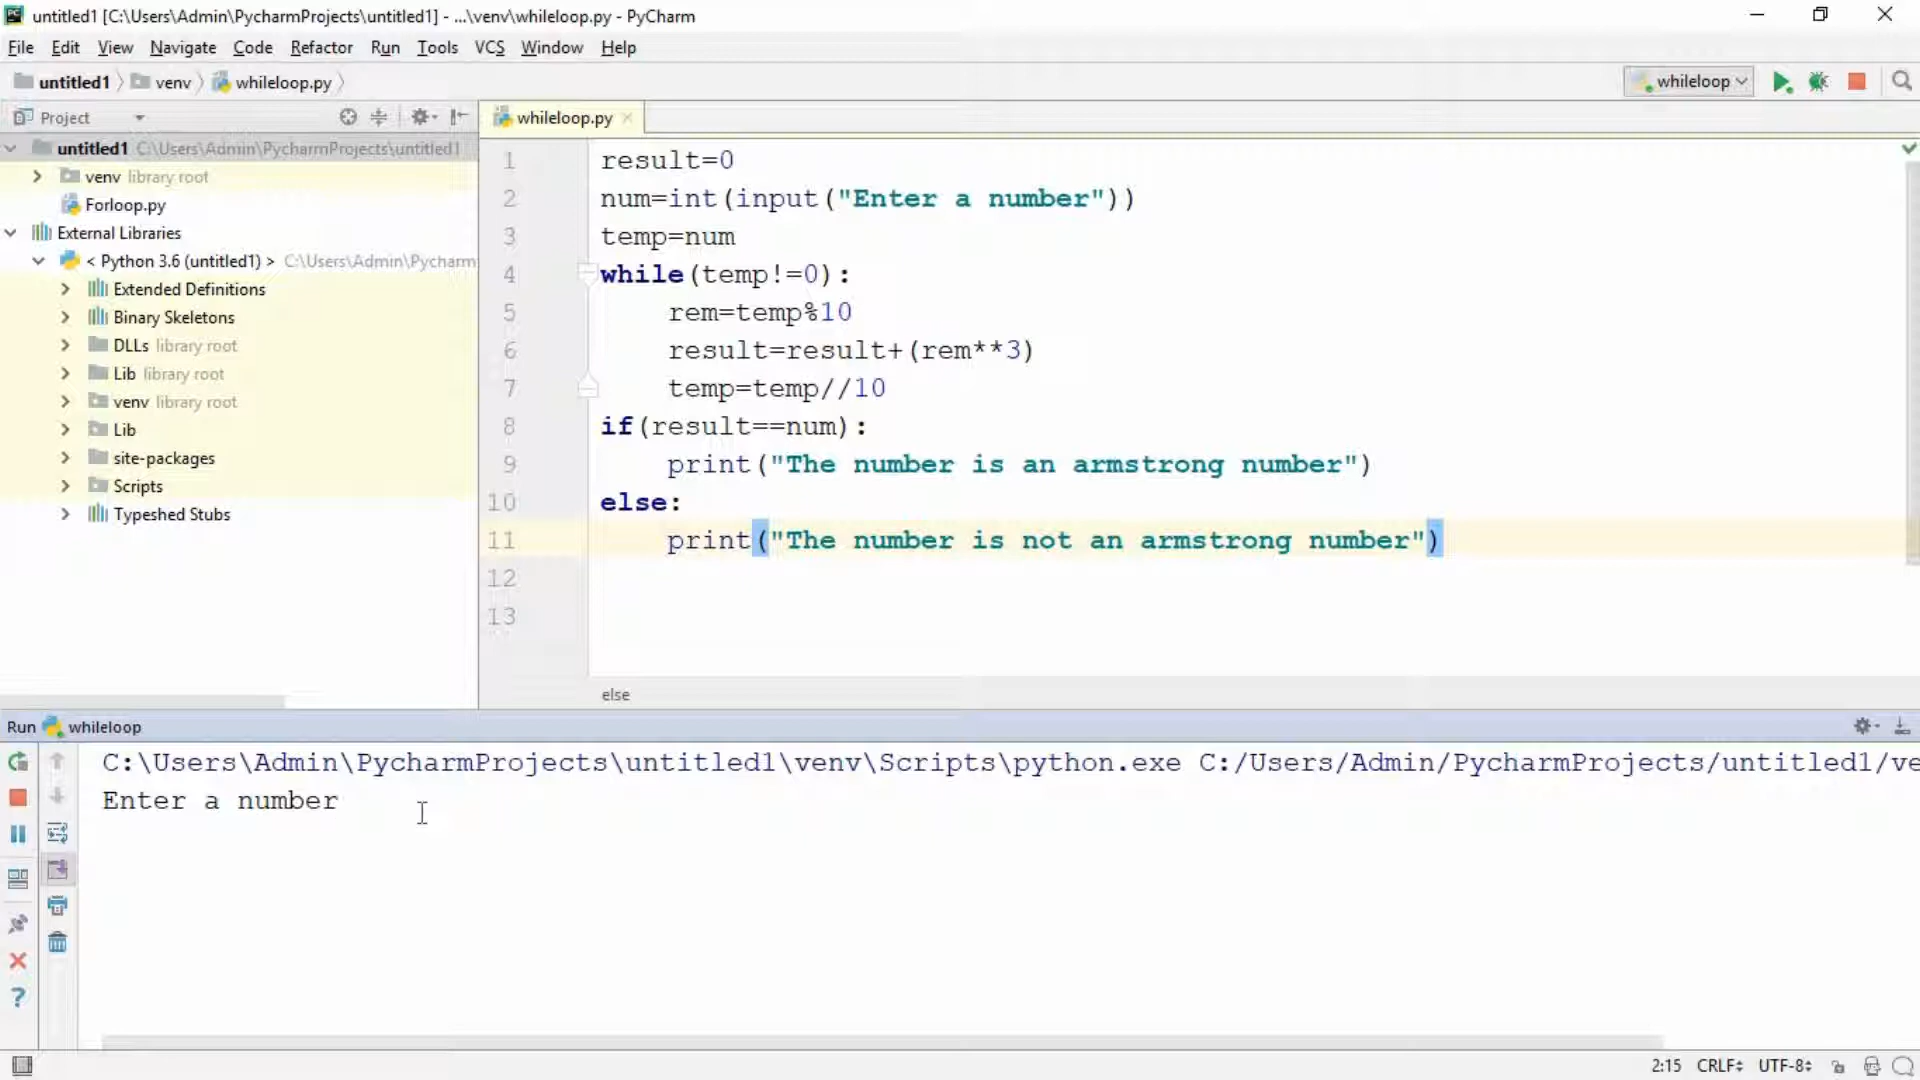 untitled1 [C:\Users\Admin\PycharmProjects\untitled1] - ...\venv\whileloop.py - PyCharm
File Edit View Navigate Code Refactor Run Tools VCS Window Help
untitled1 venv whileloop.py
whileloop
Project
whileloop.py
untitled1 C:\Users\Admin\PycharmProjects\untitled1
venv library root
Forloop.py
External Libraries
< Python 3.6 (untitled1) > C:\Users\Admin\Pycharm
Extended Definitions
Binary Skeletons
DLLs library root
Lib library root
venv library root
Lib
site-packages
Scripts
Typeshed Stubs
1 result=0
2 num=int(input("Enter a number"))
3 temp=num
4 while(temp!=0):
5 rem=temp%10
6 result=result+(rem**3)
7 temp=temp//10
8 if(result==num):
9 print("The number is an armstrong number")
10 else:
11 print("The number is not an armstrong number")
12
13
else
Run whileloop
C:\Users\Admin\PycharmProjects\untitled1\venv\Scripts\python.exe C:/Users/Admin/PycharmProjects/untitled1/ve
Enter a number
2:15 CRLF UTF-8